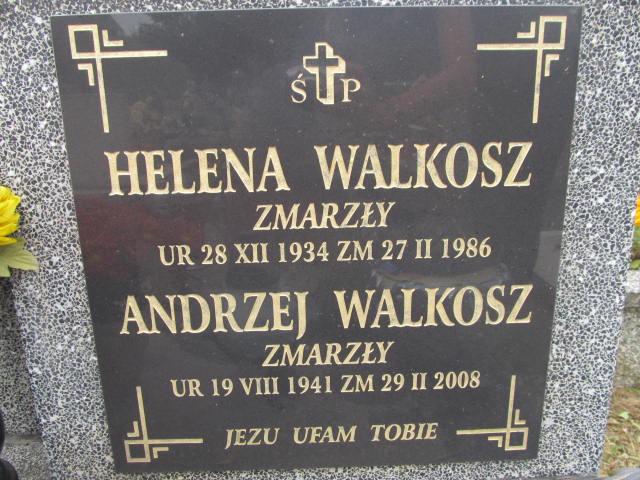 Ś P
HELENA WALKOSZ
ZMARZŁY
UR 28 XII 1934 ZM 27 II 1986
ANDRZEJ WALKOSZ
ZMARZŁY
UR 19 VIII 1941 ZM 29 II 2008
JEZU UFAM TOBIE